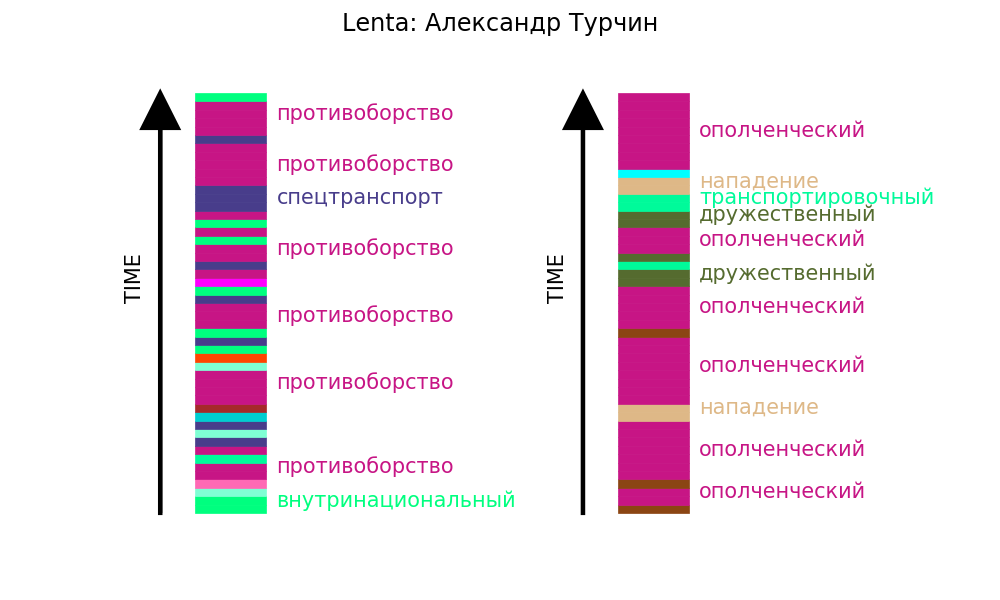 Lenta: Александр Турчин
TIME
противоборство
противоборство
спецтранспорт
противоборство
противоборство
противоборство
противоборство
внутринациональный
TIME
ополченческий
нападение
транспортировочный
дружественный
ополченческий
дружественный
ополченческий
ополченческий
нападение
ополченческий
ополченческий